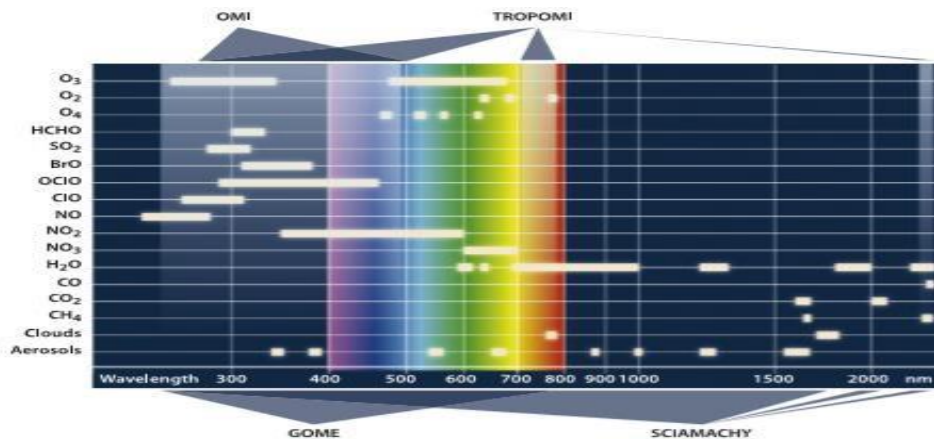 OMI TROPOMI
O₃
O₂
O₄
HCHO
SO₂
BrO
OClO
ClO
NO
NO₂
NO₃
H₂O
CO
CO₂
CH₄
Clouds
Aerosols
Wavelength 300 400 500 600 700 800 900 1000 1500 2000 nm
GOME SCIAMACHY